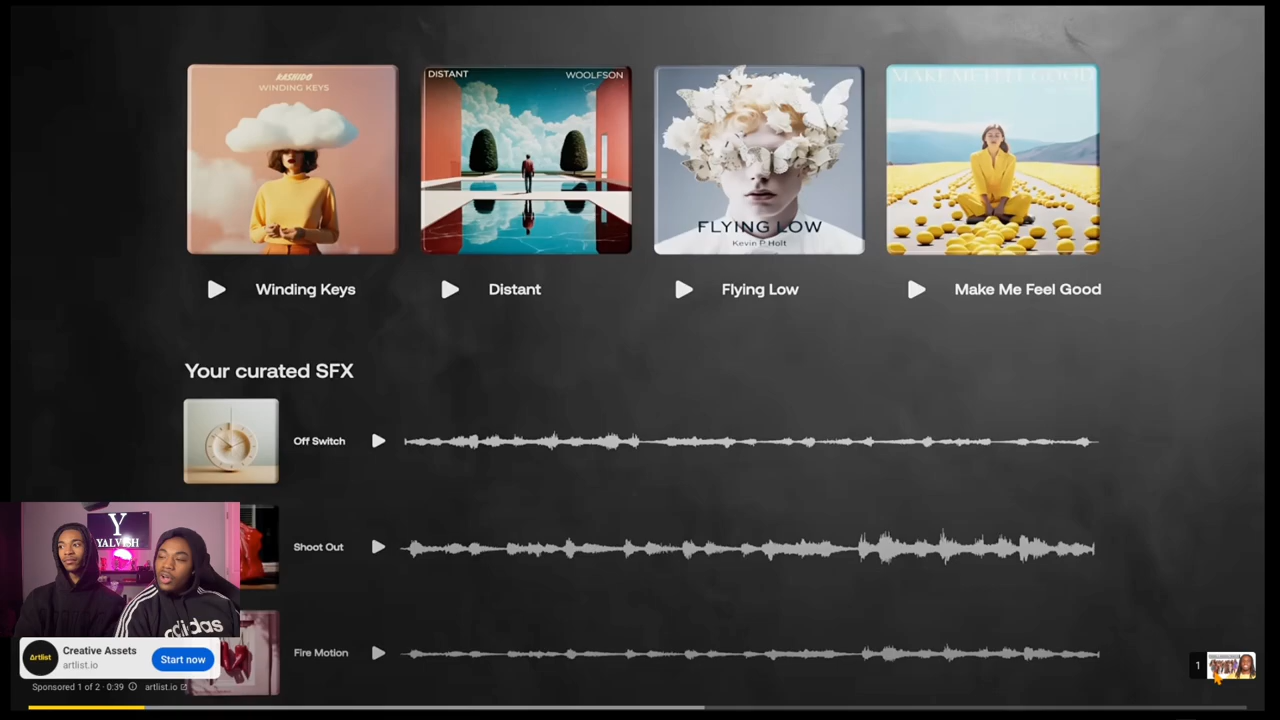 KASHIDO
WINDING KEYS
DISTANT
WOOLFSON
FLYING LOW
Kevin P Holt
MAKE ME FEEL GOOD
Winding Keys
Distant
Flying Low
Make Me Feel Good
Your curated SFX
Off Switch
Shoot Out
Fire Motion
Y
YALVISH
adidas
Artlist
Creative Assets
artlist.io
Start now
Sponsored 1 of 2 · 0:39
artlist.io
1